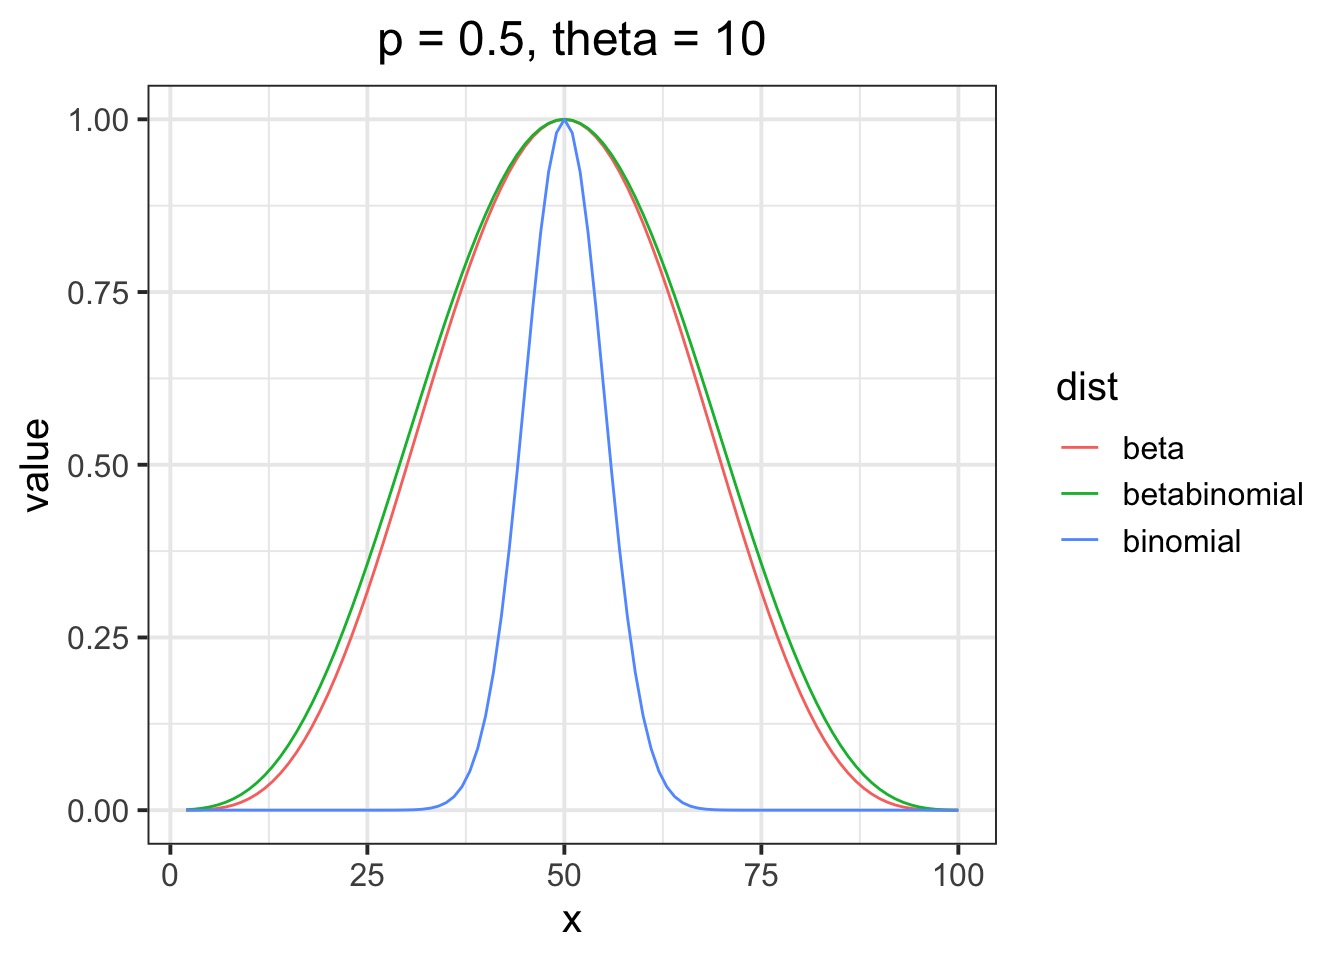 p = 0.5, theta = 10
1.00
0.75
0.50
0.25
0.00
value
0 25 50 75 100
x
dist
beta
betabinomial
binomial